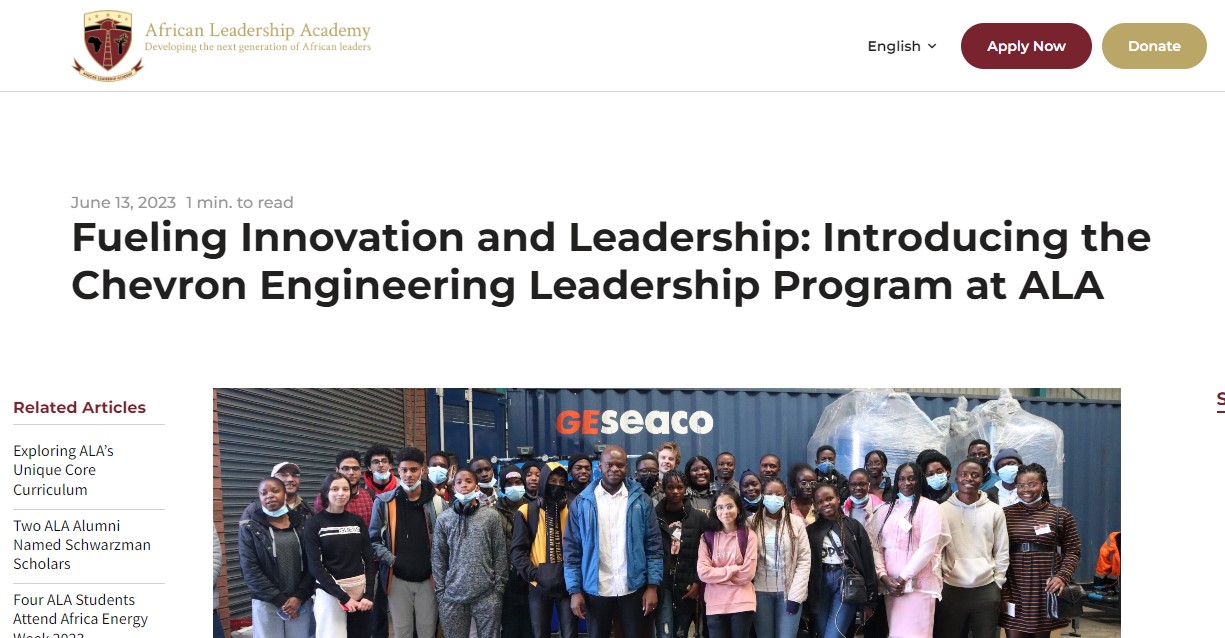 African Leadership Academy
Developing the next generation of African leaders
English
Apply Now
Donate
June 13, 2023 1 min. to read
Fueling Innovation and Leadership: Introducing the
Chevron Engineering Leadership Program at ALA
Related Articles
Exploring ALA's
Unique Core
Curriculum
Two ALA Alumni
Named Schwarzman
Scholars
Four ALA Students
Attend Africa Energy
Week 2023
GEseaco
S